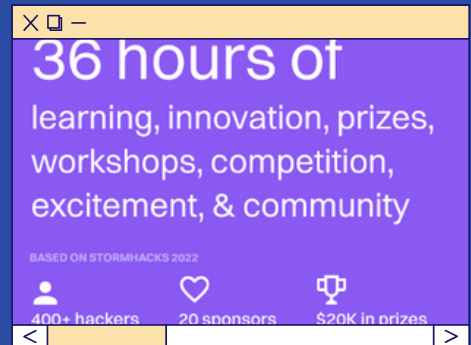 36 hours of
learning, innovation, prizes,
workshops, competition,
excitement, & community
BASED ON STORMHACKS 2022
400+ hackers 20 sponsors $20K in prizes